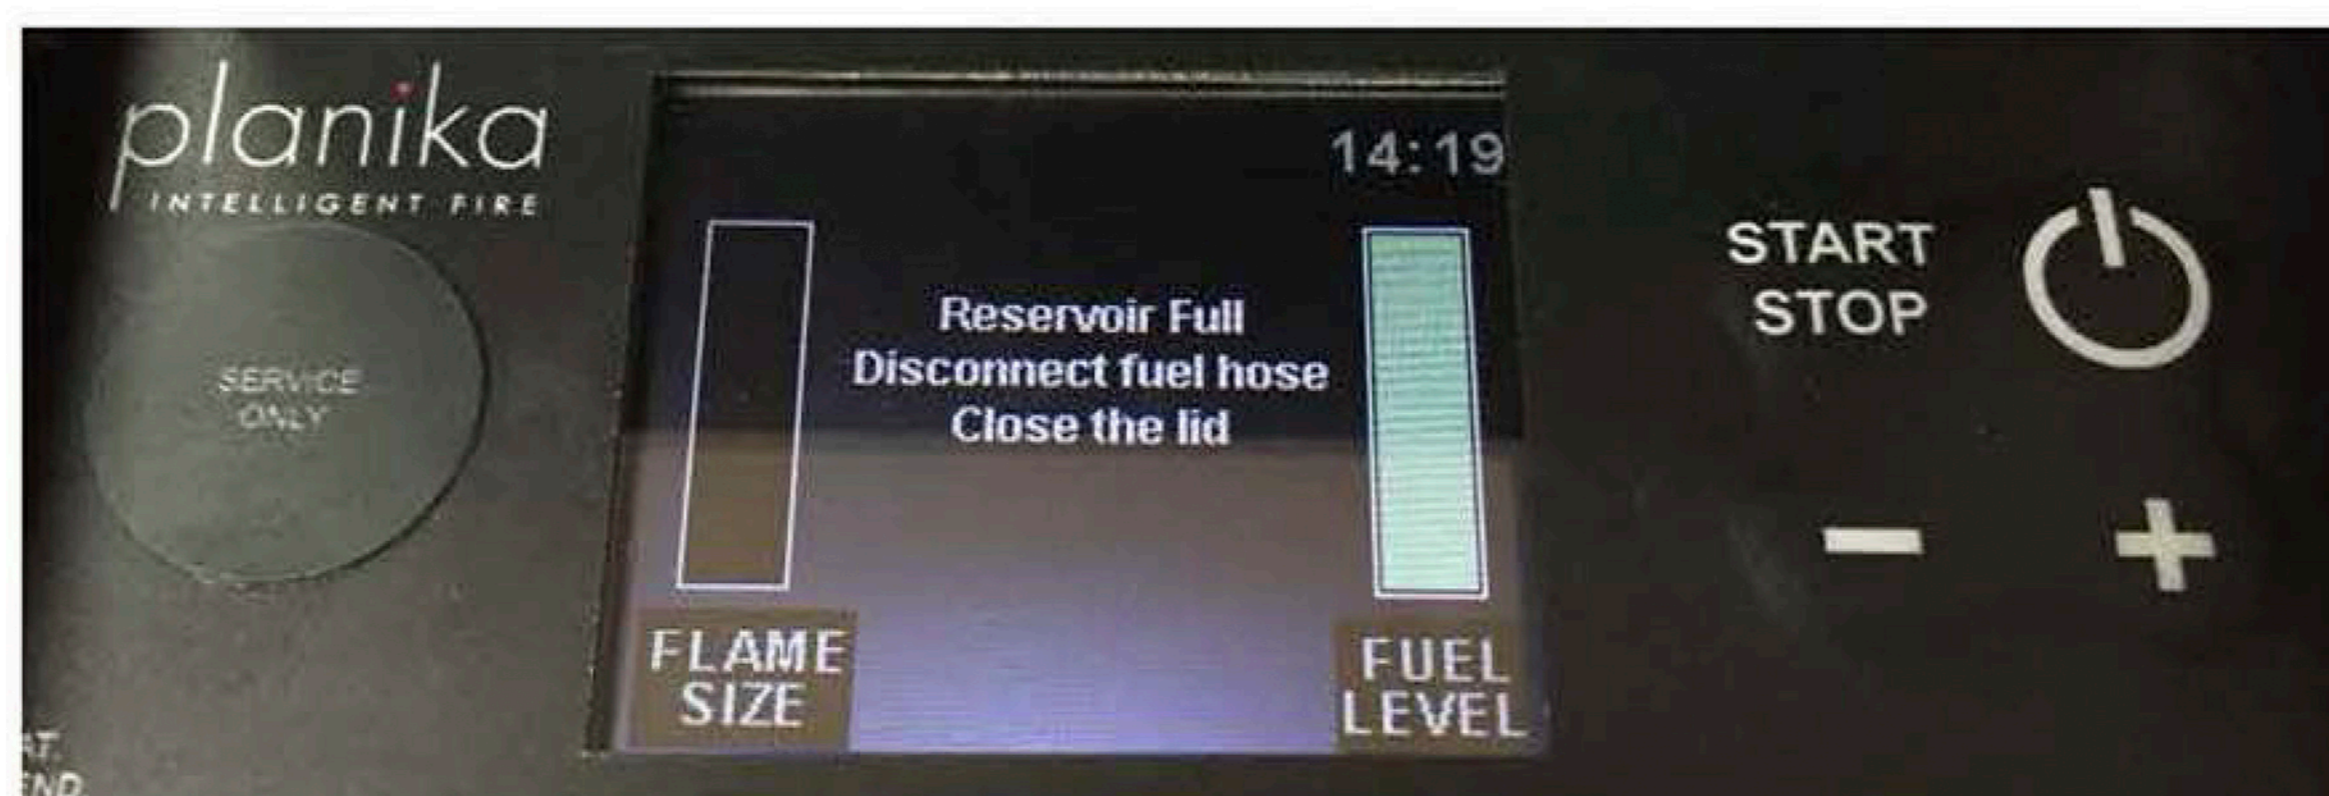 planika
INTELLIGENT FIRE
SERVICE
ONLY
14:19
Reservoir Full
Disconnect fuel hose
Close the lid
FLAME
SIZE
FUEL
LEVEL
START
STOP